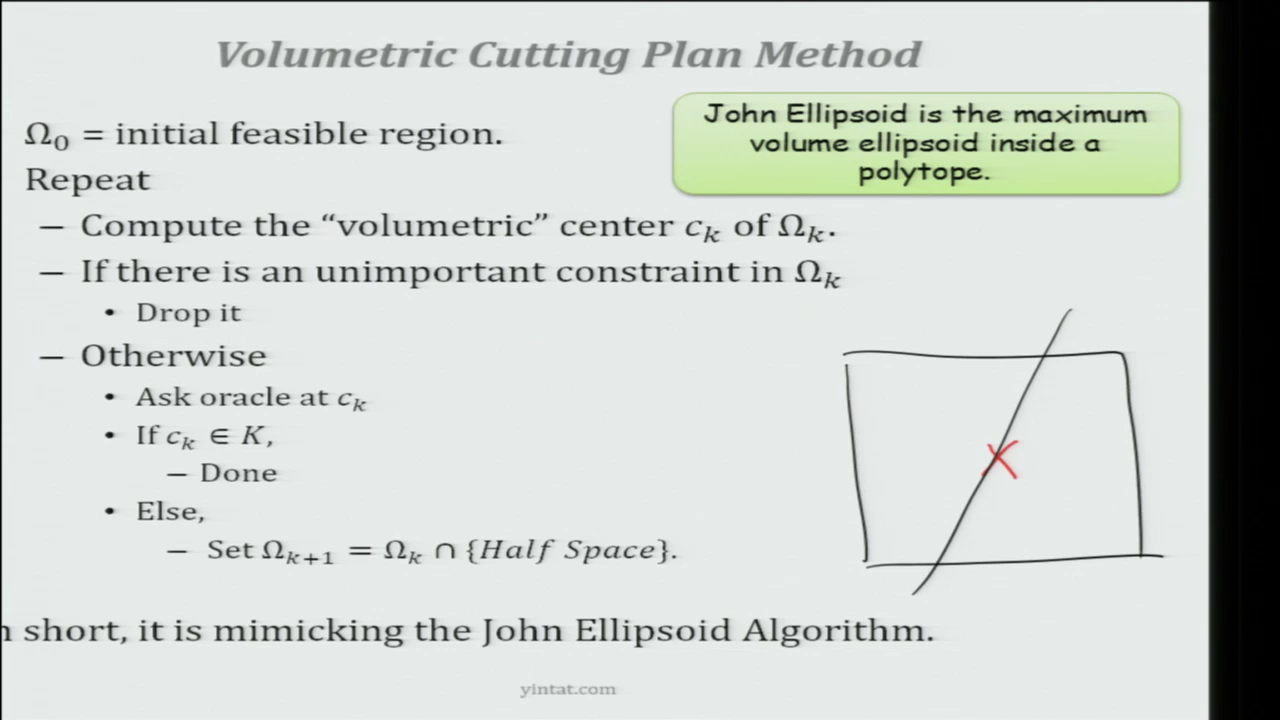 Volumetric Cutting Plan Method
John Ellipsoid is the maximum
volume ellipsoid inside a
polytope.
Ω₀ = initial feasible region.
Repeat
– Compute the “volumetric” center cₖ of Ωₖ.
– If there is an unimportant constraint in Ωₖ
• Drop it
– Otherwise
• Ask oracle at cₖ
• If cₖ ∈ K,
– Done
• Else,
– Set Ωₖ₊₁ = Ωₖ ∩ {Half Space}.
n short, it is mimicking the John Ellipsoid Algorithm.
yintat.com